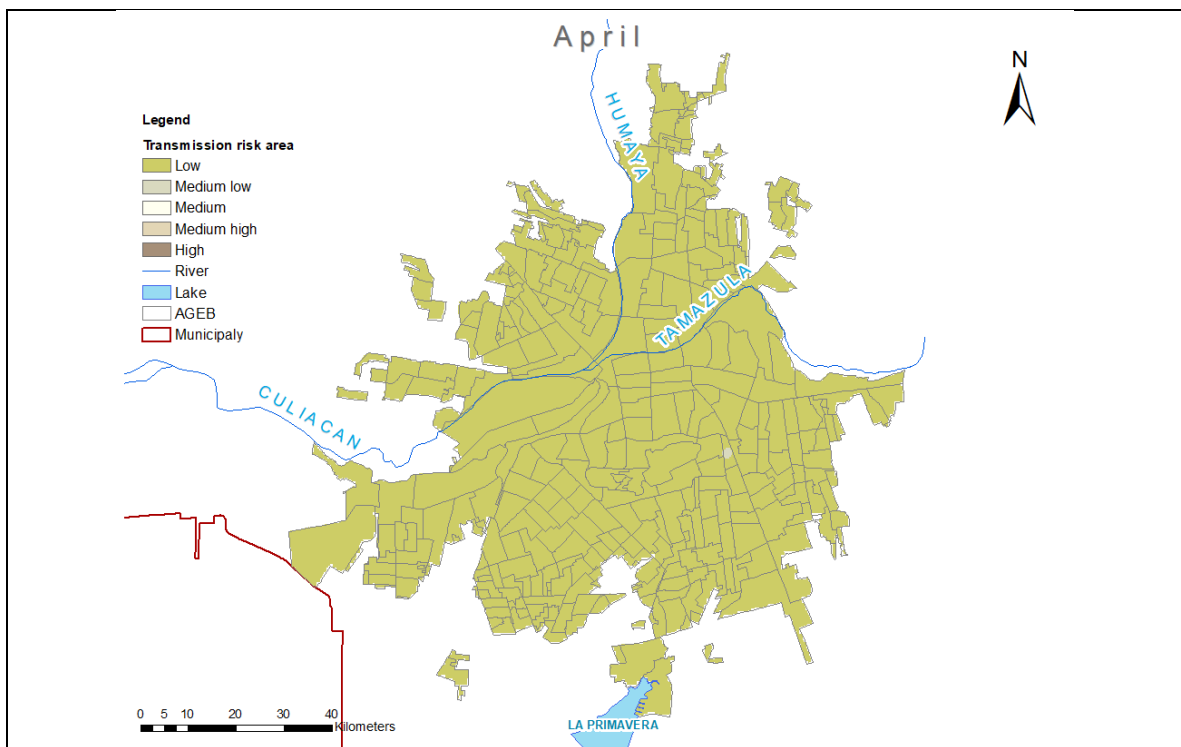 April
N
HUMAYA
Legend
Transmission risk area
Low
Medium low
Medium
Medium high
High
River
Lake
AGEB
Municipaly
TAMAZULA
CULIACAN
0 5 10 20 30 40
Kilometers
LA PRIMAVERA